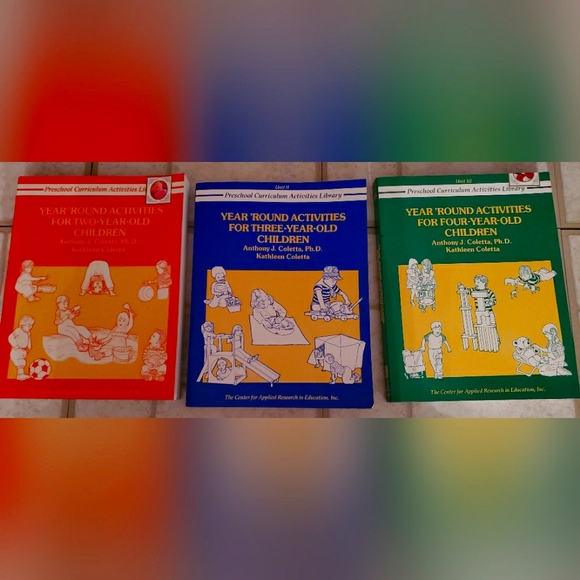 Preschool Curriculum Activities
YEAR 'ROUND ACTIVITIES
FOR TWO-YEAR-OLD
CHILDREN
Anthony J. Coletta, Ph.D.
Kathleen Coletta
Unit II
Preschool Curriculum Activities Library
YEAR 'ROUND ACTIVITIES
FOR THREE-YEAR-OLD
CHILDREN
Anthony J. Coletta, Ph.D.
Kathleen Coletta
The Center for Applied Research in Education, Inc.
Unit III
Preschool Curriculum Activities Library
YEAR 'ROUND ACTIVITIES
FOR FOUR-YEAR-OLD
CHILDREN
Anthony J. Coletta, Ph.D.
Kathleen Coletta
The Center for Applied Research in Education, Inc.